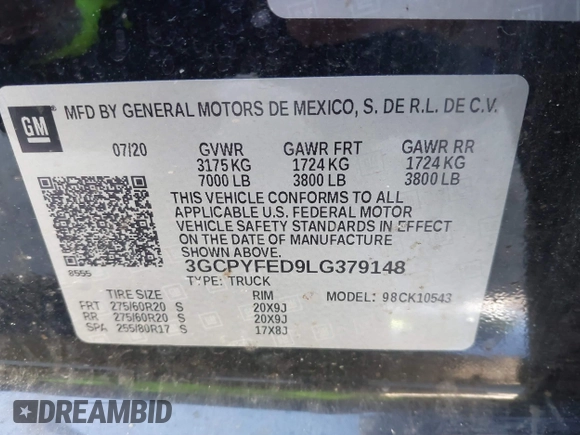 GM
MFD BY GENERAL MOTORS DE MEXICO, S. DE R.L. DE C.V.
07/20 GVWR GAWR FRT GAWR RR
3175 KG 1724 KG 1724 KG
7000 LB 3800 LB 3800 LB
THIS VEHICLE CONFORMS TO ALL
APPLICABLE U.S. FEDERAL MOTOR
VEHICLE SAFETY STANDARDS IN EFFECT
ON THE DATE OF MANUFACTURE
SHOWN ABOVE.
8555 3GCPYFED9LG379148
TYPE: TRUCK
TIRE SIZE RIM MODEL: 98CK10543
FRT 275/60R20 S 20X9J
RR 275/60R20 S 20X9J
SPA 255/80R17 S 17X8J
DREAMBID